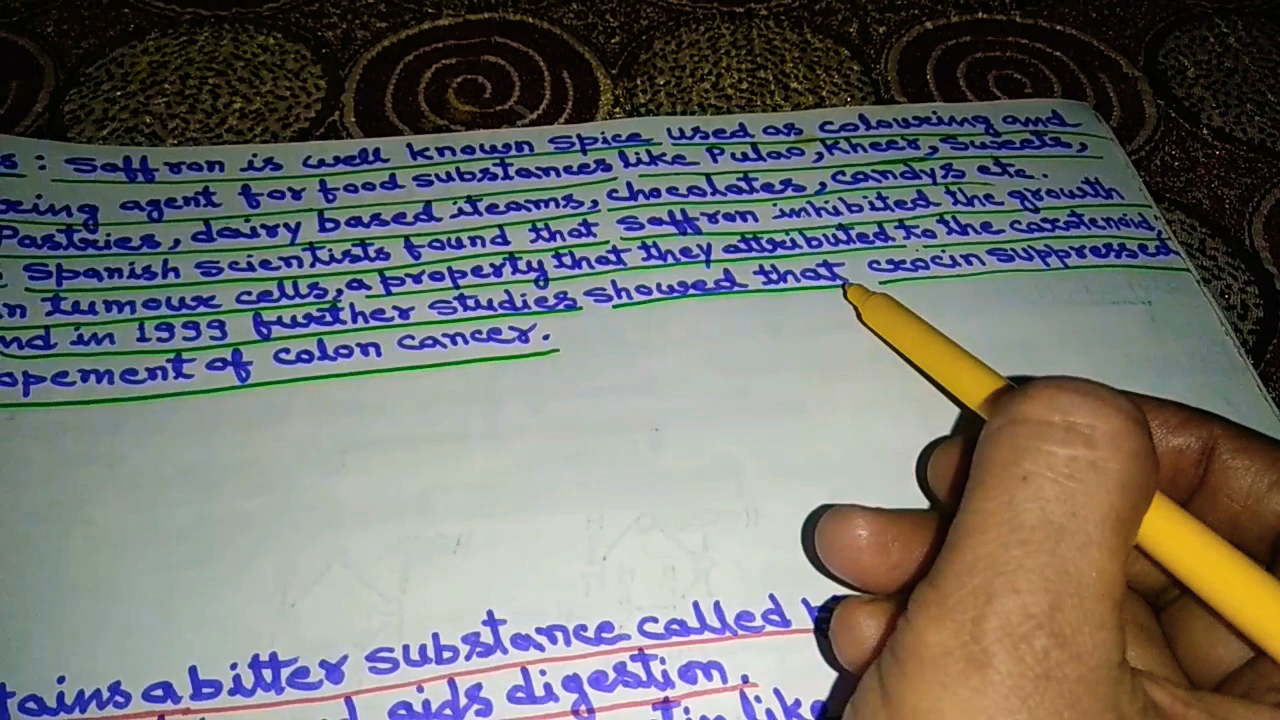 s : Saffron is well known spice used as colouring and
ring agent for food substances like Pulao, Kheer, Sweets,
Pastries, dairy based iteams, chocolates, candys etc.
: Spanish scientists found that saffron inhibited the growth
n tumour cells, a property that they attributed to the carotenoid,
nd in 1999 further studies showed that crocin suppressed
opement of colon cancer.
tains a bitter substance called
aids digestion.
tin like